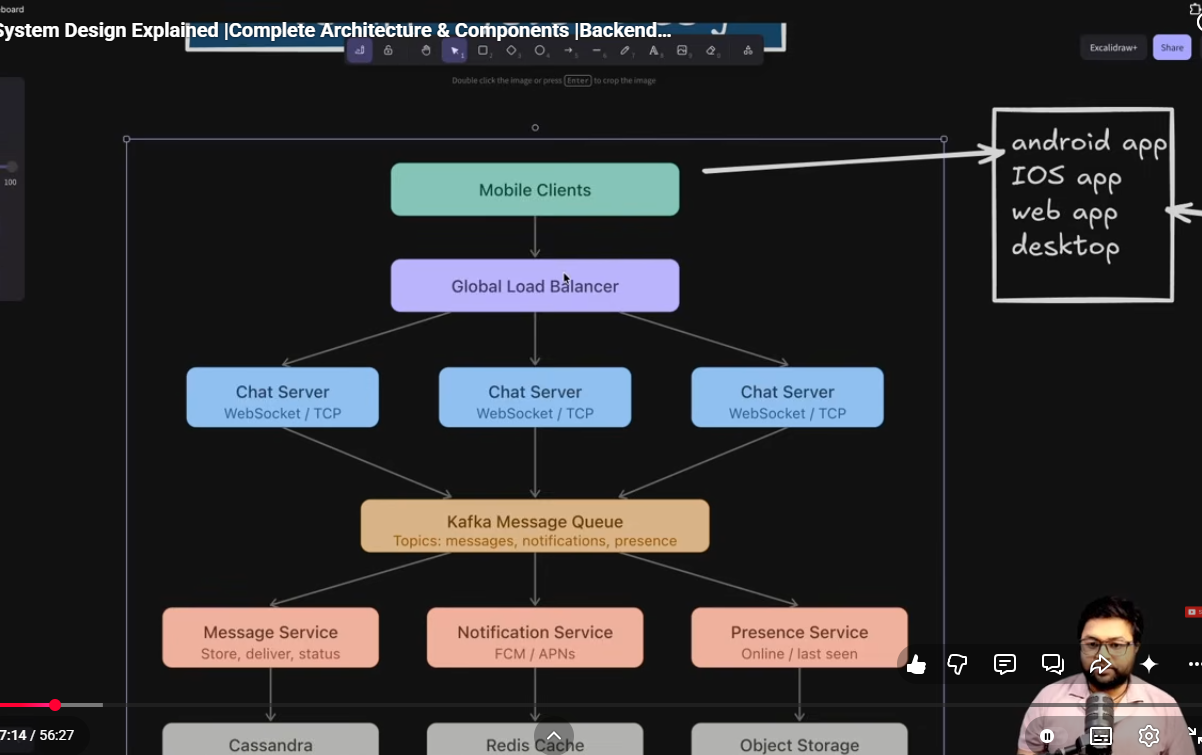 board
System Design Explained |Complete Architecture & Components |Backend...
Excalidraw+
Share
Double click the image or press Enter to crop the image
100
Mobile Clients
android app
IOS app
web app
desktop
Global Load Balancer
Chat Server
WebSocket / TCP
Chat Server
WebSocket / TCP
Chat Server
WebSocket / TCP
Kafka Message Queue
Topics: messages, notifications, presence
Message Service
Store, deliver, status
Notification Service
FCM / APNs
Presence Service
Online / last seen
7:14 / 56:27
Cassandra
Redis Cache
Object Storage